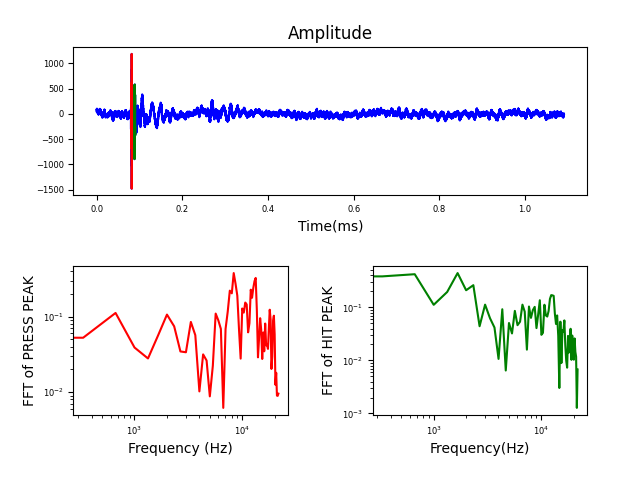 Amplitude
1000
500
0
−500
−1000
−1500
0.0 0.2 0.4 0.6 0.8 1.0
Time(ms)
FFT of PRESS PEAK
10⁻¹
10⁻²
10³ 10⁴
Frequency (Hz)
FFT of HIT PEAK
10⁻¹
10⁻²
10⁻³
10³ 10⁴
Frequency(Hz)